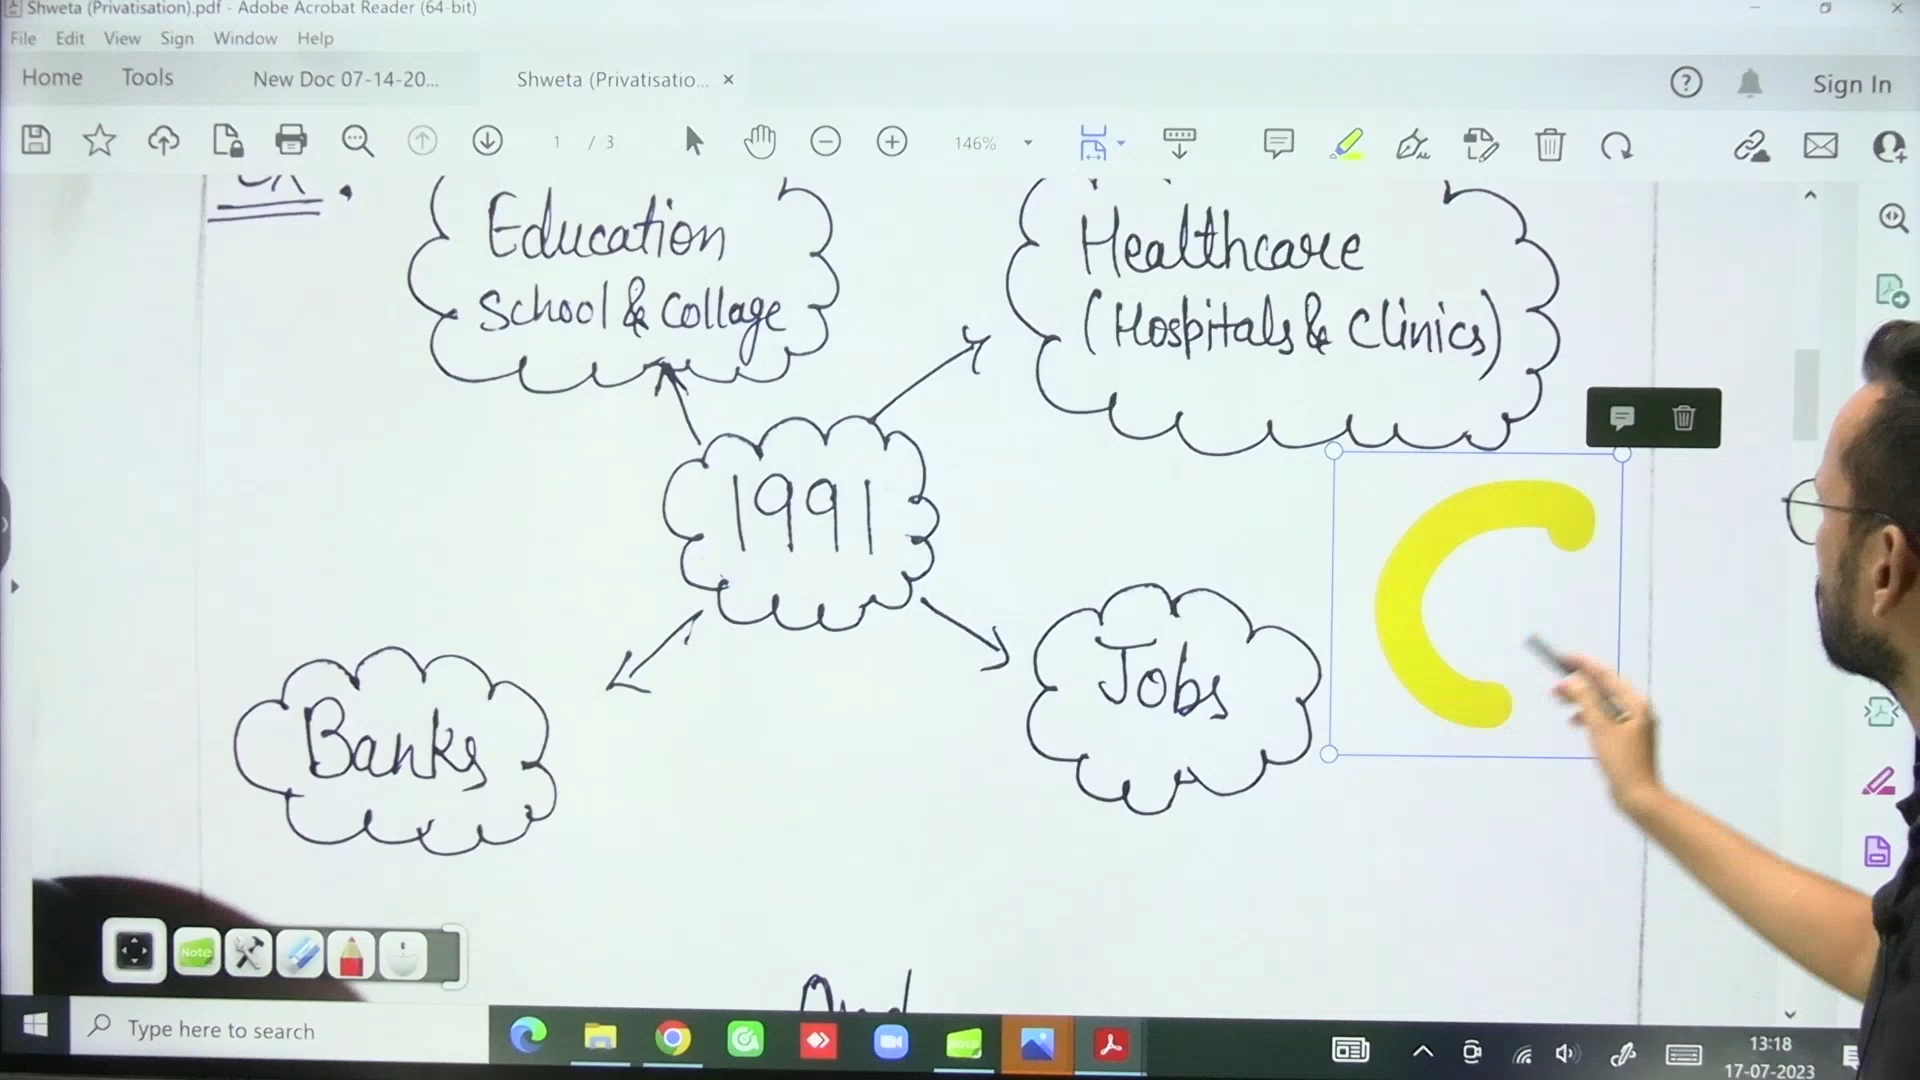 Shweta (Privatisation).pdf - Adobe Acrobat Reader (64-bit)
File Edit View Sign Window Help
Home Tools New Doc 07-14-20... Shweta (Privatisatio... × Sign In
1 / 3 146%
Education
School & Collage
Healthcare
(Hospitals & Clinics)
1991
Banks
Jobs
Note
Type here to search
Note
13:18
17-07-2023